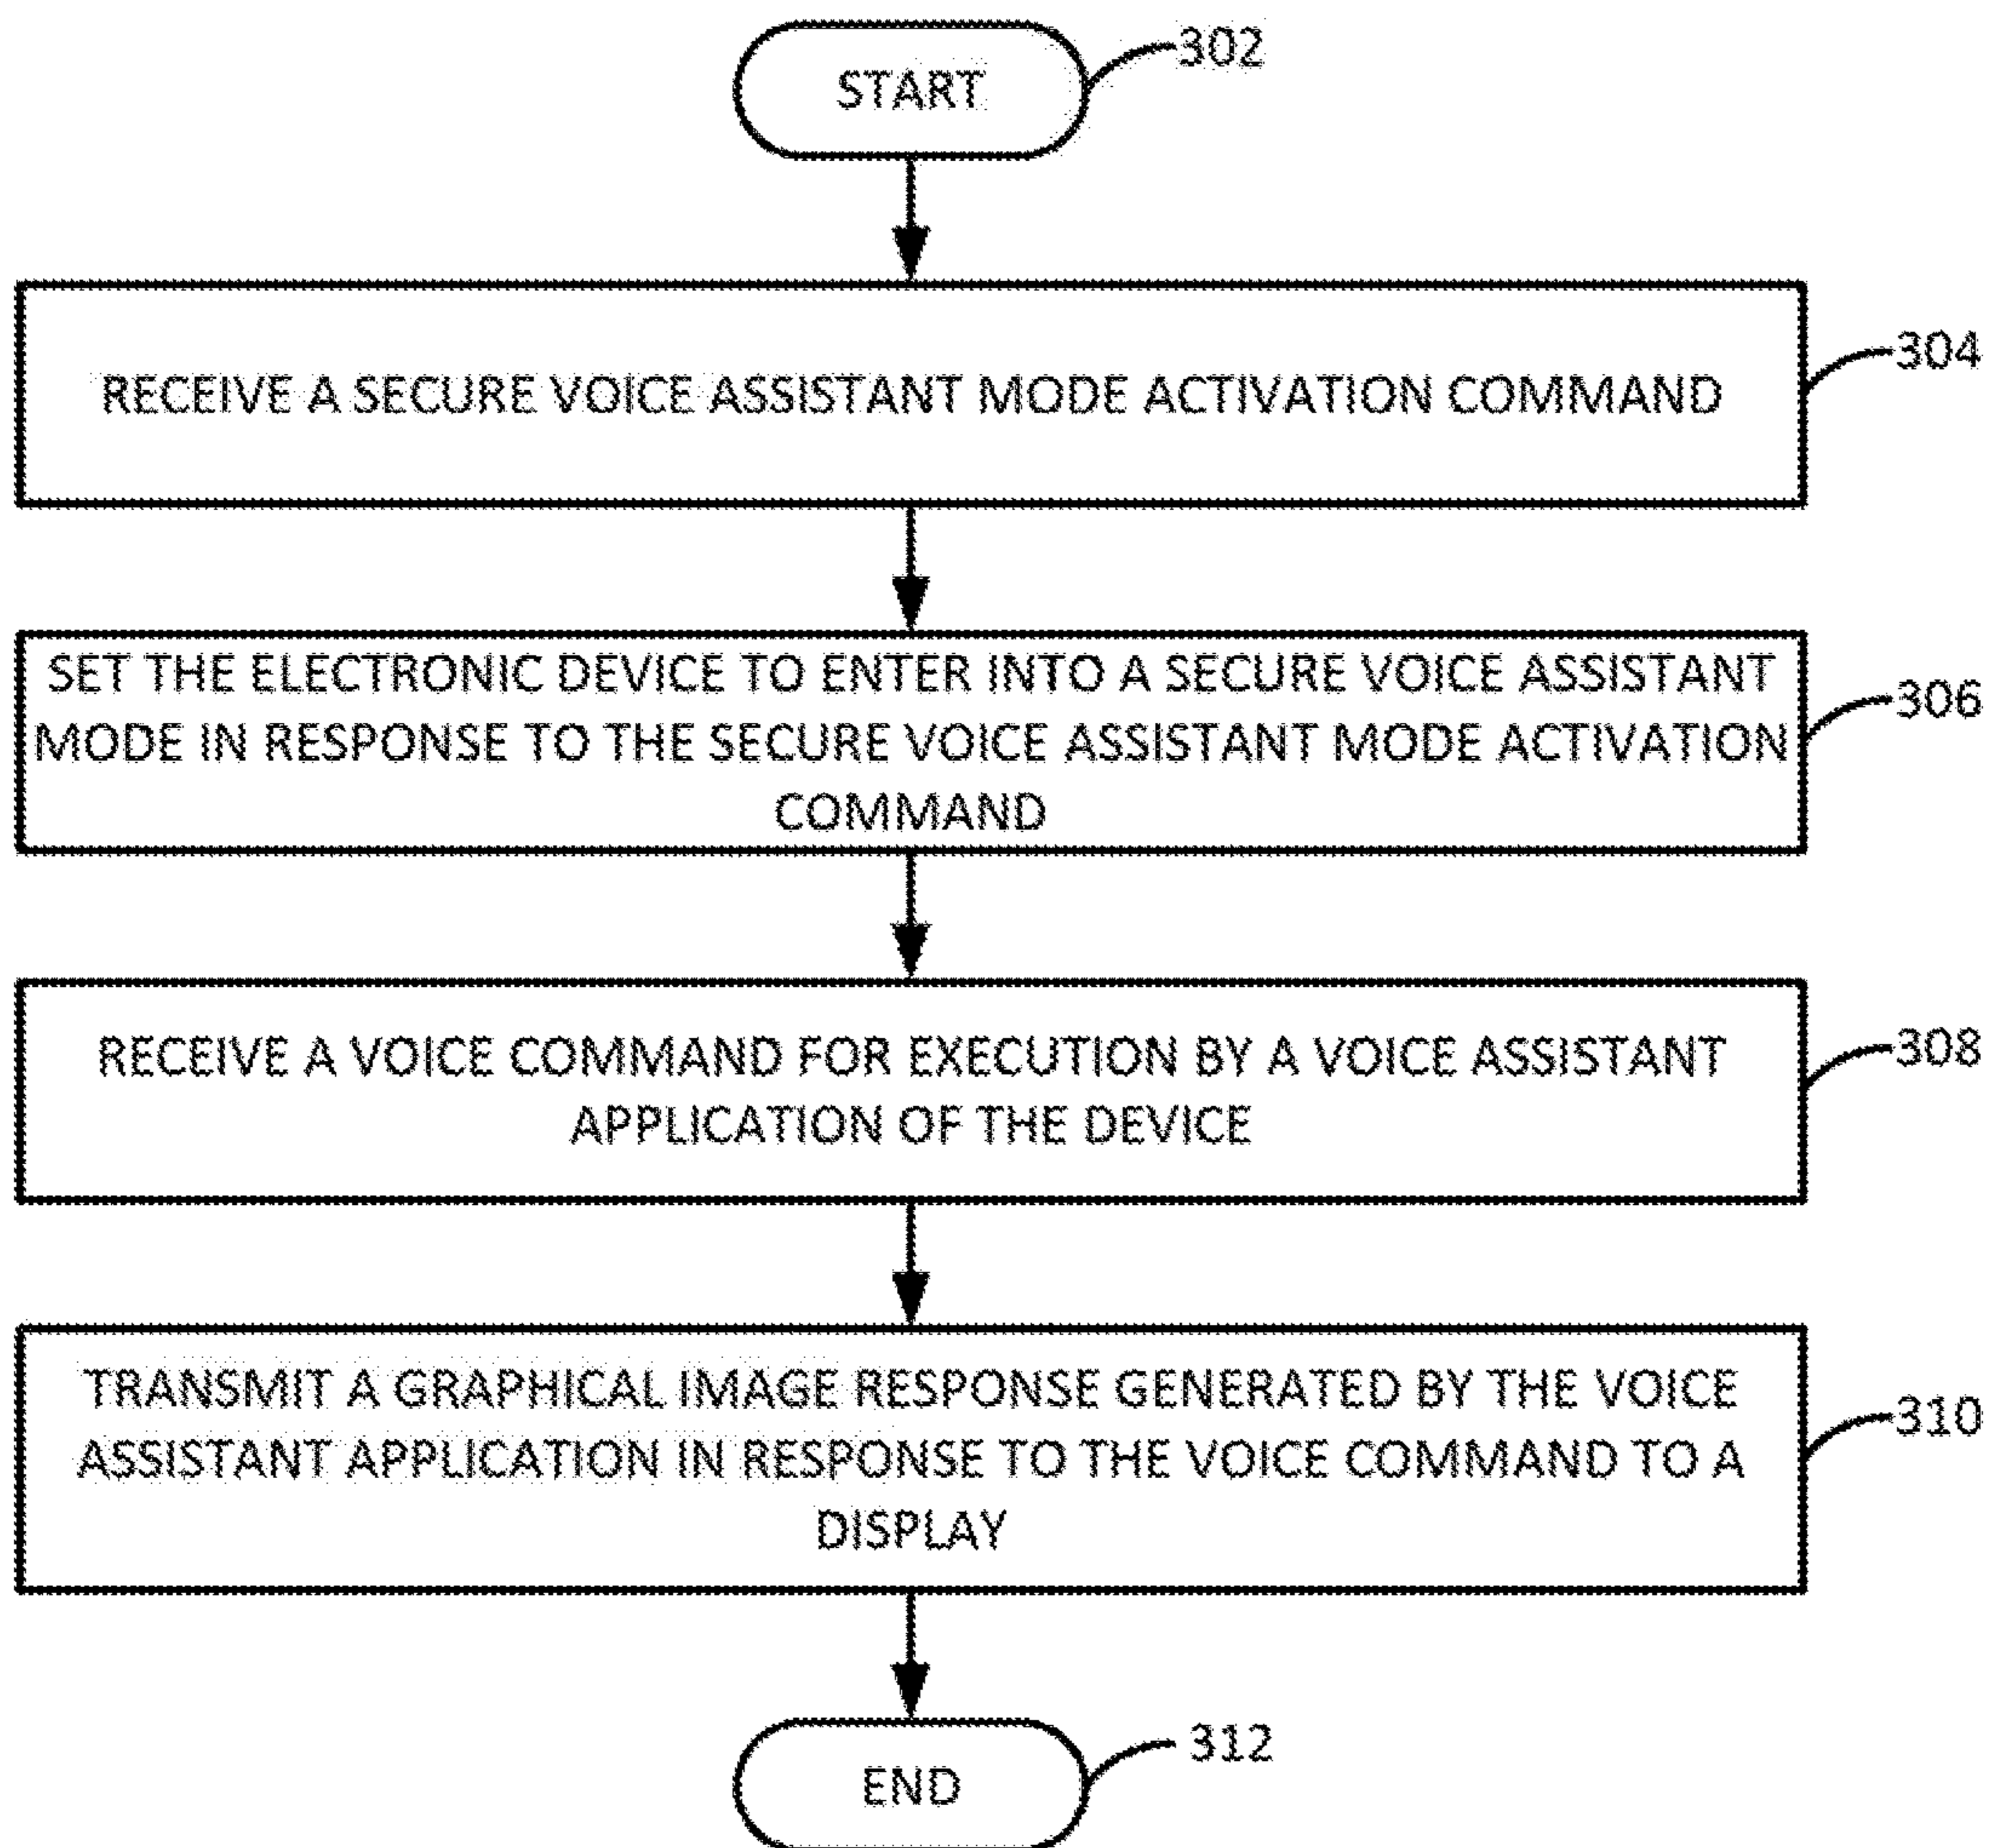 START
302
RECEIVE A SECURE VOICE ASSISTANT MODE ACTIVATION COMMAND
304
SET THE ELECTRONIC DEVICE TO ENTER INTO A SECURE VOICE ASSISTANT
MODE IN RESPONSE TO THE SECURE VOICE ASSISTANT MODE ACTIVATION
COMMAND
306
RECEIVE A VOICE COMMAND FOR EXECUTION BY A VOICE ASSISTANT
APPLICATION OF THE DEVICE
308
TRANSMIT A GRAPHICAL IMAGE RESPONSE GENERATED BY THE VOICE
ASSISTANT APPLICATION IN RESPONSE TO THE VOICE COMMAND TO A
DISPLAY
310
END
312